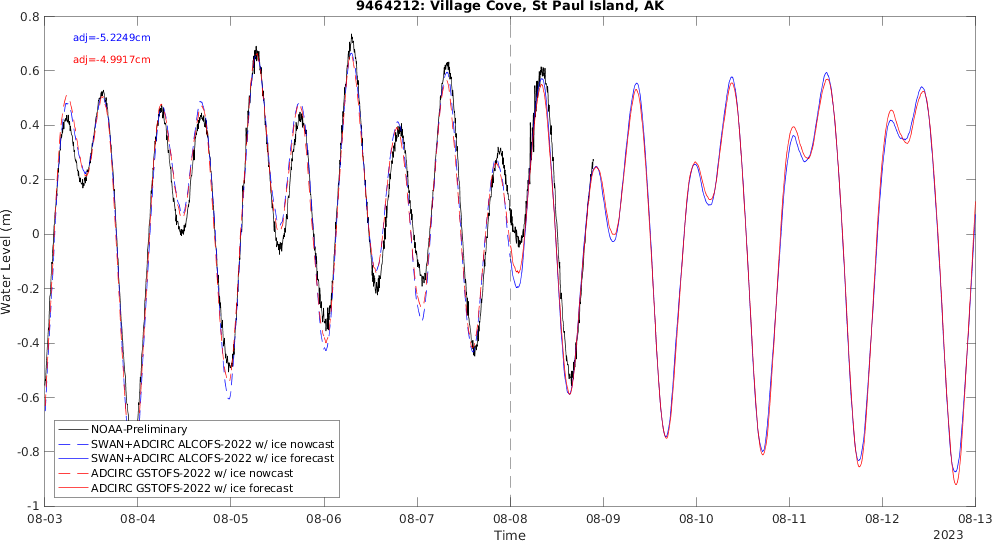 9464212: Village Cove, St Paul Island, AK
adj=-5.2249cm
adj=-4.9917cm
Water Level (m)
0.8
0.6
0.4
0.2
0
-0.2
-0.4
-0.6
-0.8
-1
NOAA-Preliminary
SWAN+ADCIRC ALCOFS-2022 w/ ice nowcast
SWAN+ADCIRC ALCOFS-2022 w/ ice forecast
ADCIRC GSTOFS-2022 w/ ice nowcast
ADCIRC GSTOFS-2022 w/ ice forecast
08-03 08-04 08-05 08-06 08-07 08-08 08-09 08-10 08-11 08-12 08-13
Time
2023